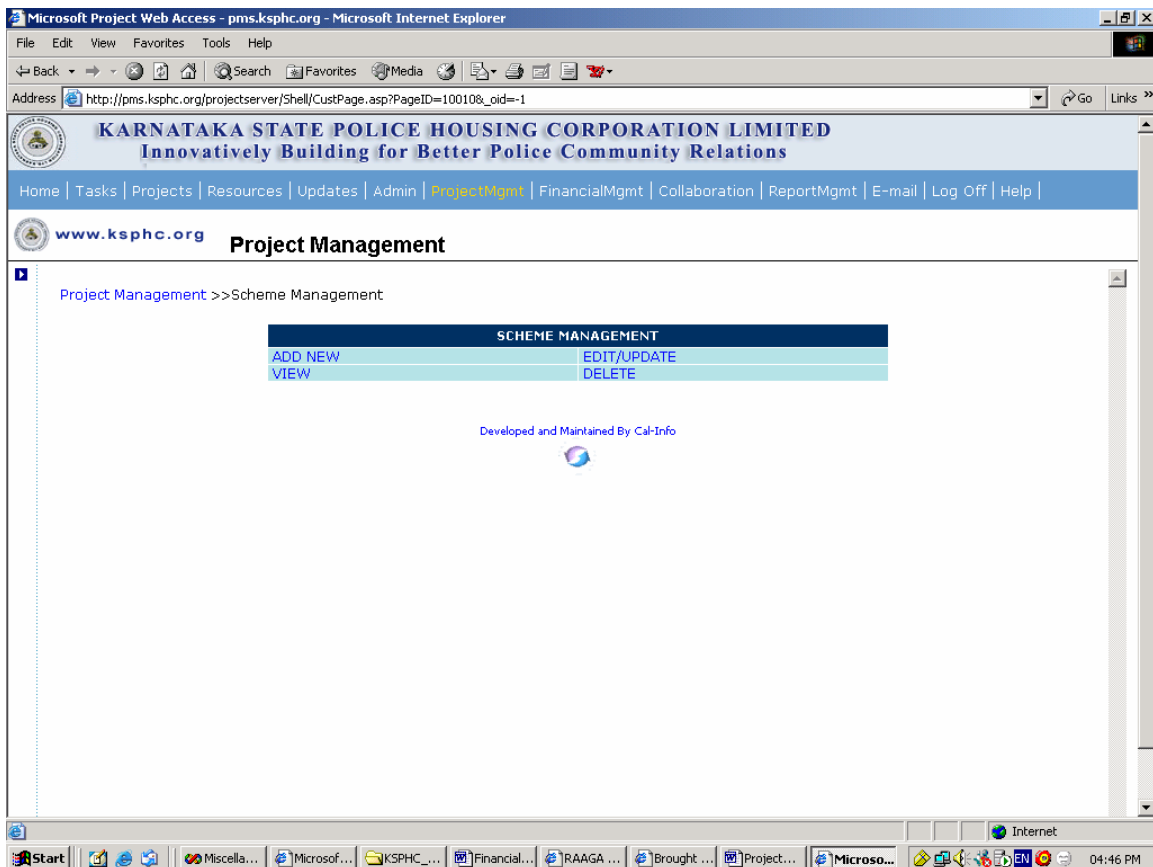 Microsoft Project Web Access - pms.ksphc.org - Microsoft Internet Explorer
File Edit View Favorites Tools Help
Back Search Favorites Media
Address http://pms.ksphc.org/projectserver/Shell/CustPage.asp?PageID=10010&_oid=-1 Go Links »
KARNATAKA STATE POLICE HOUSING CORPORATION LIMITED
Innovatively Building for Better Police Community Relations
Home | Tasks | Projects | Resources | Updates | Admin | ProjectMgmt | FinancialMgmt | Collaboration | ReportMgmt | E-mail | Log Off | Help |
www.ksphc.org Project Management
Project Management >>Scheme Management
SCHEME MANAGEMENT
ADD NEW EDIT/UPDATE
VIEW DELETE
Developed and Maintained By Cal-Info
Internet
Start Miscella... Microsof... KSPHC_... Financial... RAAGA ... Brought ... Project... Microso... EN 04:46 PM